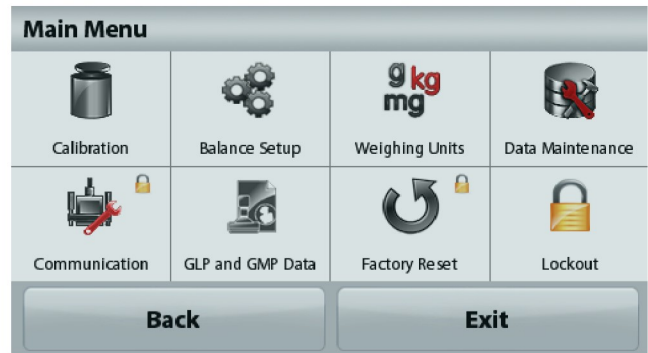 Main Menu
g kg
mg
Calibration
Balance Setup
Weighing Units
Data Maintenance
Communication
GLP and GMP Data
Factory Reset
Lockout
Back
Exit